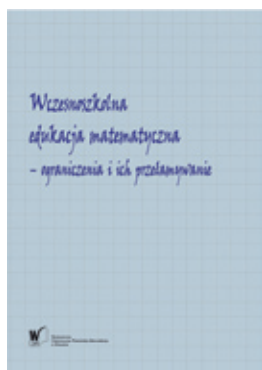 Wczesnoszkolna
edukacja matematyczna
– ograniczenia i ich przełamywanie
W